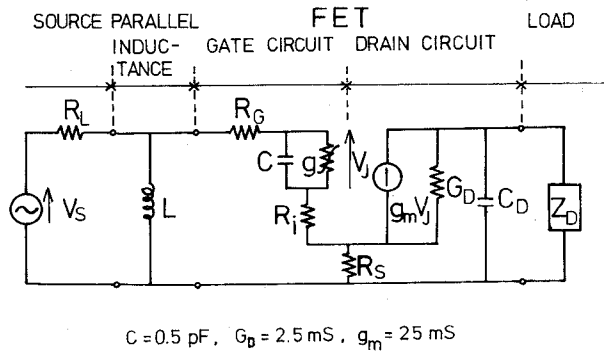 FET
SOURCE PARALLEL INDUC-TANCE GATE CIRCUIT DRAIN CIRCUIT LOAD
R_L
R_G
C
g
V_J
V_S
L
R_i
g_mV_J
G_D
C_D
Z_D
R_S
C = 0.5 pF, G_D = 2.5 mS, g_m = 25 mS